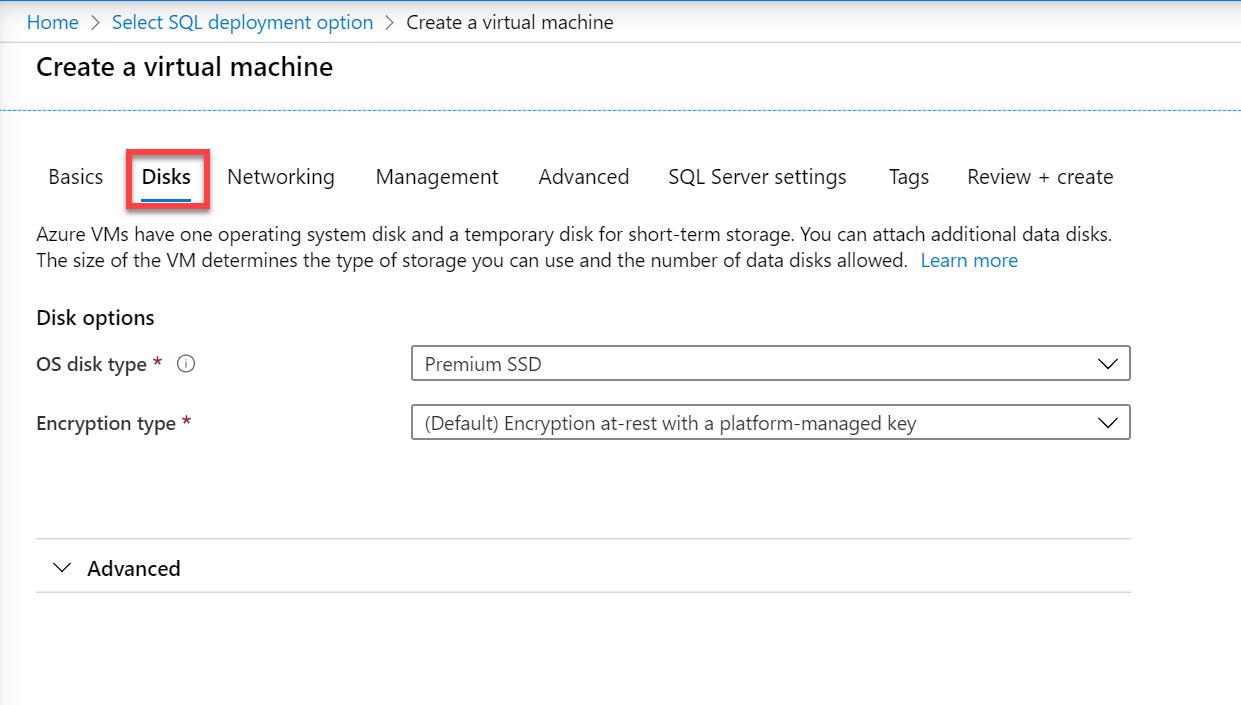 Home > Select SQL deployment option > Create a virtual machine
Create a virtual machine
Basics Disks Networking Management Advanced SQL Server settings Tags Review + create
Azure VMs have one operating system disk and a temporary disk for short-term storage. You can attach additional data disks.
The size of the VM determines the type of storage you can use and the number of data disks allowed. Learn more
Disk options
OS disk type * Premium SSD
Encryption type * (Default) Encryption at-rest with a platform-managed key
Advanced